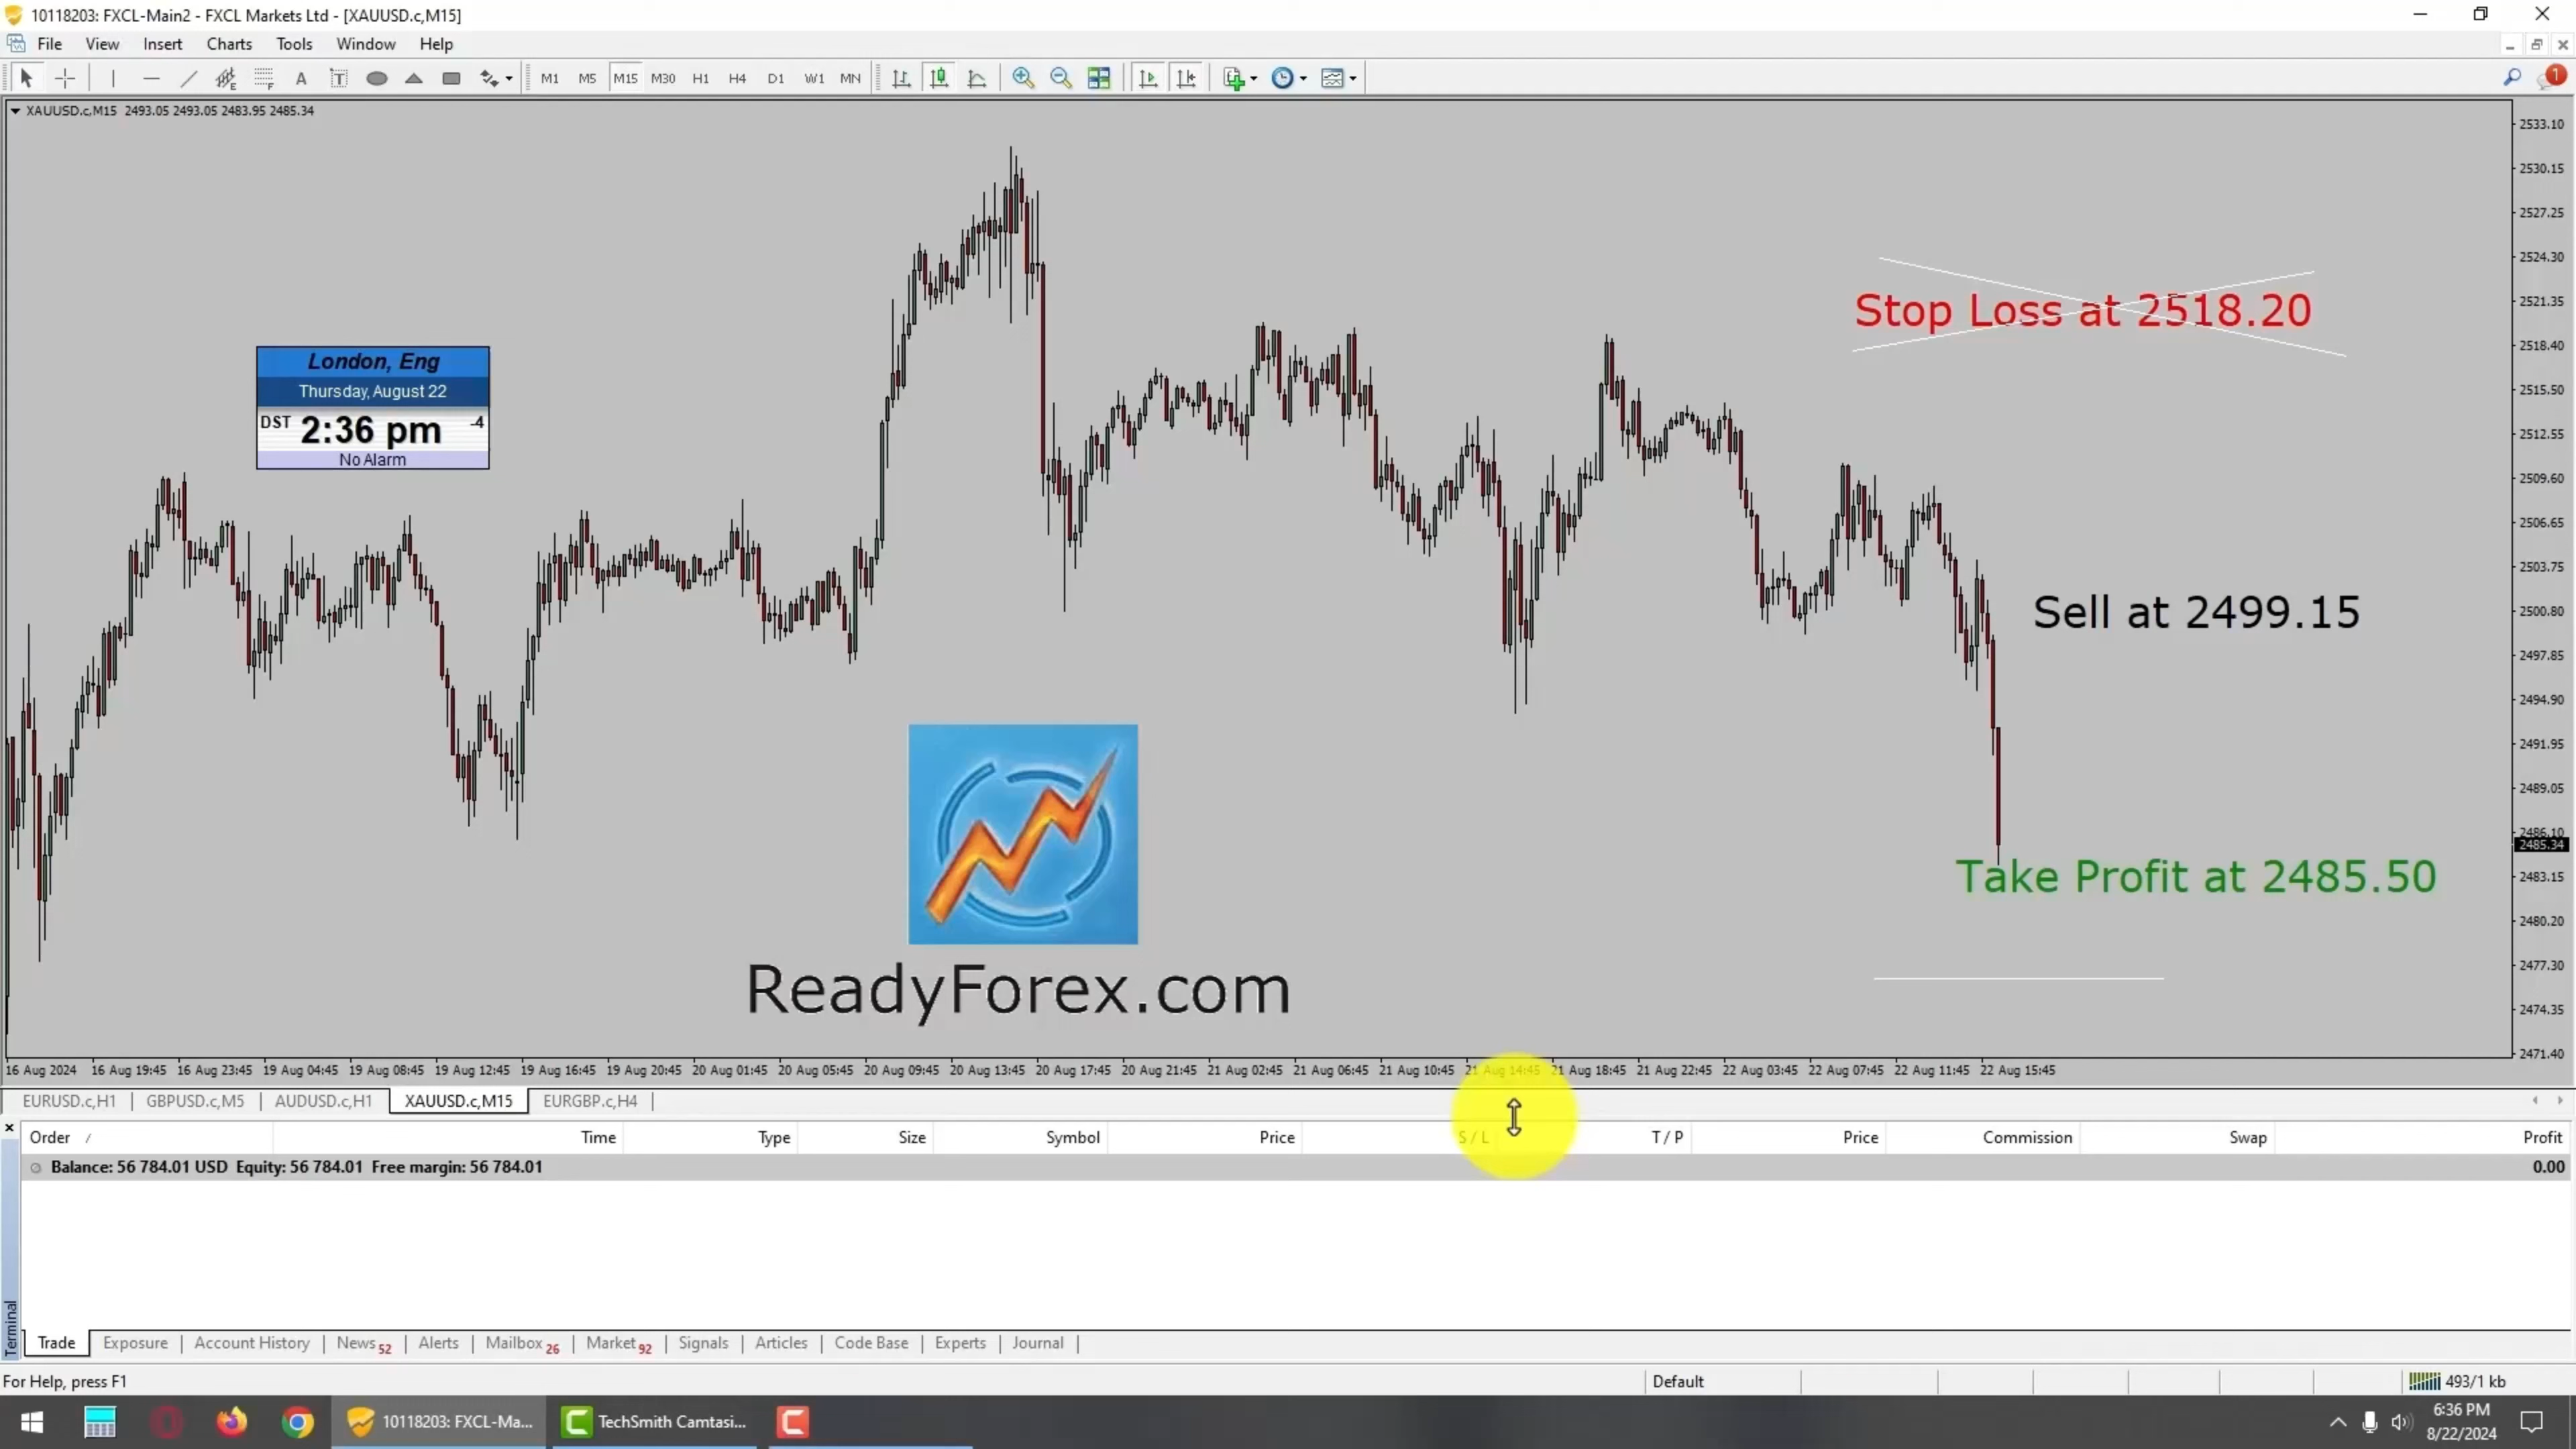 10118203: FXCL-Main2 - FXCL Markets Ltd - [XAUUSD.c,M15]
File View Insert Charts Tools Window Help
A T M1 M5 M15 M30 H1 H4 D1 W1 MN 1
XAUUSD.c,M15 2493.05 2493.05 2483.95 2485.34
2533.10
2530.15
2527.25
2524.30
2521.35
2518.40
2515.50
2512.55
2509.60
2506.65
2503.75
2500.80
2497.85
2494.90
2491.95
2489.05
2486.10
2485.34
2483.15
2480.20
2477.30
2474.35
2471.40
Stop Loss at 2518.20
London, Eng
Thursday, August 22
DST 2:36 pm -4
No Alarm
Sell at 2499.15
Take Profit at 2485.50
ReadyForex.com
16 Aug 2024 16 Aug 19:45 16 Aug 23:45 19 Aug 04:45 19 Aug 08:45 19 Aug 12:45 19 Aug 16:45 19 Aug 20:45 20 Aug 01:45 20 Aug 05:45 20 Aug 09:45 20 Aug 13:45 20 Aug 17:45 20 Aug 21:45 21 Aug 02:45 21 Aug 06:45 21 Aug 10:45 21 Aug 14:45 21 Aug 18:45 21 Aug 22:45 22 Aug 03:45 22 Aug 07:45 22 Aug 11:45 22 Aug 15:45
EURUSD.c,H1 GBPUSD.c,M5 AUDUSD.c,H1 XAUUSD.c,M15 EURGBP.c,H4
Order / Time Type Size Symbol Price S / L T / P Price Commission Swap Profit
Balance: 56 784.01 USD Equity: 56 784.01 Free margin: 56 784.01 0.00
Terminal
Trade Exposure Account History News 52 Alerts Mailbox 26 Market 92 Signals Articles Code Base Experts Journal
For Help, press F1 Default 493/1 kb
10118203: FXCL-Ma... TechSmith Camtasi... 6:36 PM
8/22/2024